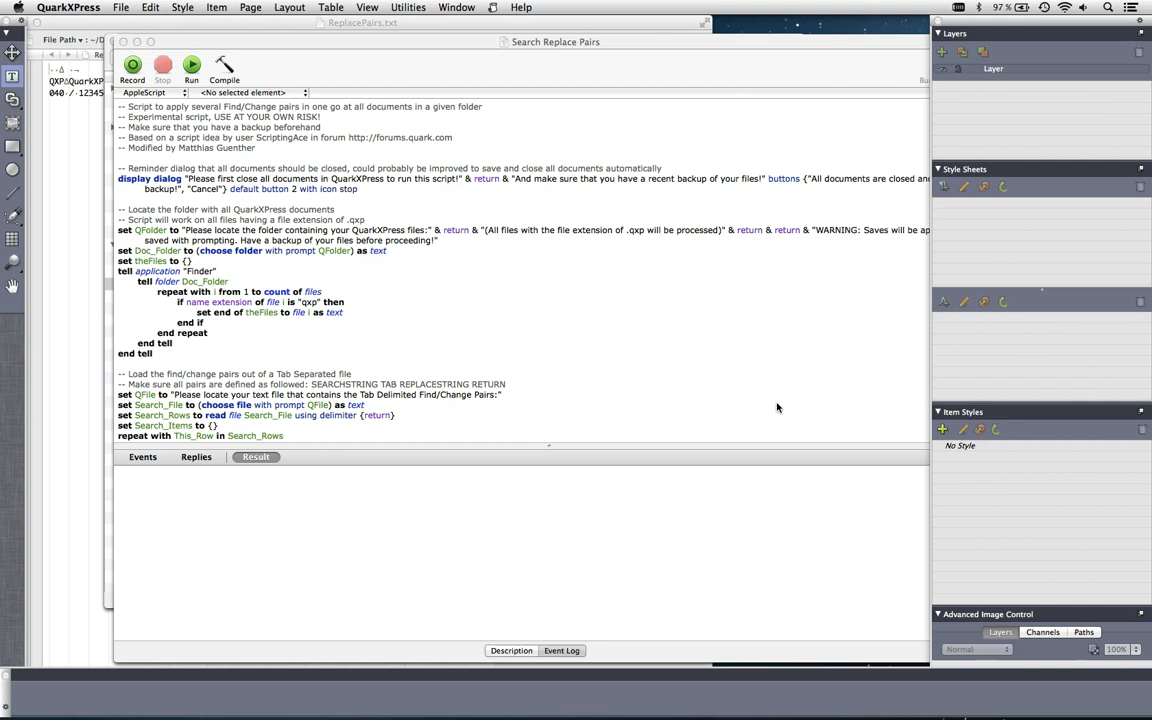 QuarkXPress File Edit Style Item Page Layout Table View Utilities Window Help 97%
ReplacePairs.txt
File Path ▾ : ~/D
Search Replace Pairs
QXP∆QuarkXP
040·/·12345
Record Stop Run Compile
AppleScript <No selected element>
-- Script to apply several Find/Change pairs in one go at all documents in a given folder
-- Experimental script, USE AT YOUR OWN RISK!
-- Make sure that you have a backup beforehand
-- Based on a script idea by user ScriptingAce in forum http://forums.quark.com
-- Modified by Matthias Guenther
-- Reminder dialog that all documents should be closed, could probably be improved to save and close all documents automatically
display dialog "Please first close all documents in QuarkXPress to run this script!" & return & "And make sure that you have a recent backup of your files!" buttons {"All documents are closed and
backup!", "Cancel"} default button 2 with icon stop
-- Locate the folder with all QuarkXPress documents
-- Script will work on all files having a file extension of .qxp
set QFolder to "Please locate the folder containing your QuarkXPress files:" & return & "(All files with the file extension of .qxp will be processed)" & return & return & "WARNING: Saves will be ap
saved with prompting. Have a backup of your files before proceeding!"
set Doc_Folder to (choose folder with prompt QFolder) as text
set theFiles to {}
tell application "Finder"
tell folder Doc_Folder
repeat with i from 1 to count of files
if name extension of file i is "qxp" then
set end of theFiles to file i as text
end if
end repeat
end tell
end tell
-- Load the find/change pairs out of a Tab Separated file
-- Make sure all pairs are defined as followed: SEARCHSTRING TAB REPLACESTRING RETURN
set QFile to "Please locate your text file that contains the Tab Delimited Find/Change Pairs:"
set Search_File to (choose file with prompt QFile) as text
set Search_Rows to read file Search_File using delimiter {return}
set Search_Items to {}
repeat with This_Row in Search_Rows
Events Replies Result
Description Event Log
Layers
Layer
Style Sheets
Item Styles
No Style
Advanced Image Control
Layers Channels Paths
Normal 100%